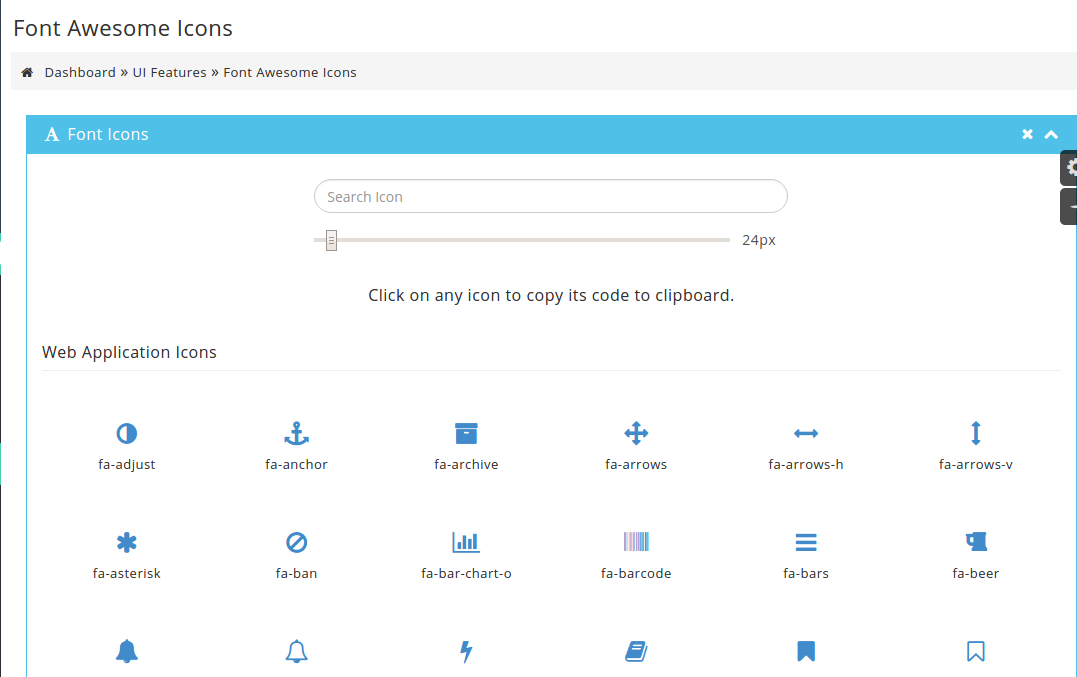 Font Awesome Icons
Dashboard » UI Features » Font Awesome Icons
A Font Icons
Search Icon
24px
Click on any icon to copy its code to clipboard.
Web Application Icons
fa-adjust fa-anchor fa-archive fa-arrows fa-arrows-h fa-arrows-v
fa-asterisk fa-ban fa-bar-chart-o fa-barcode fa-bars fa-beer